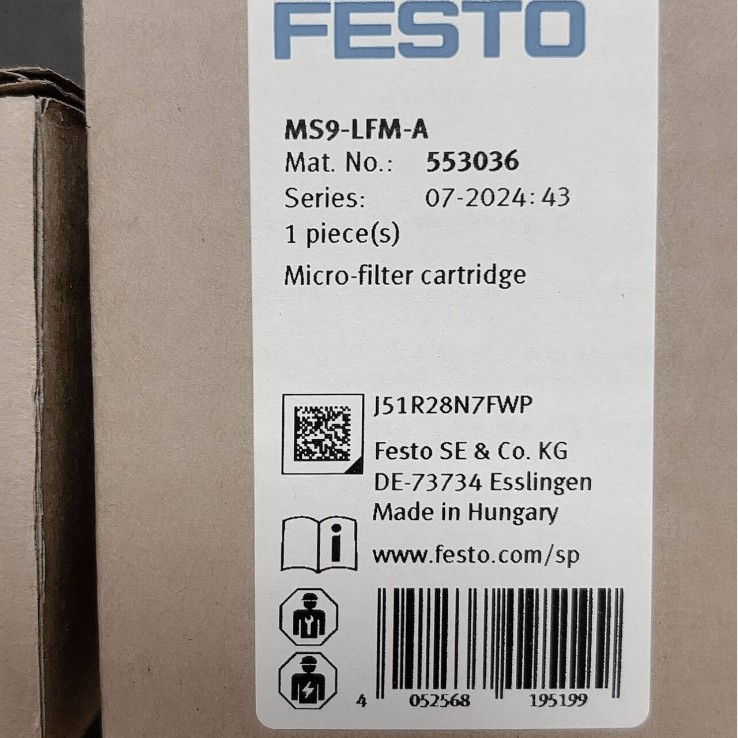 FESTO
MS9-LFM-A
Mat. No.: 553036
Series: 07-2024: 43
1 piece(s)
Micro-filter cartridge
J51R28N7FWP
Festo SE & Co. KG
DE-73734 Esslingen
Made in Hungary
i www.festo.com/sp
4 052568 195199